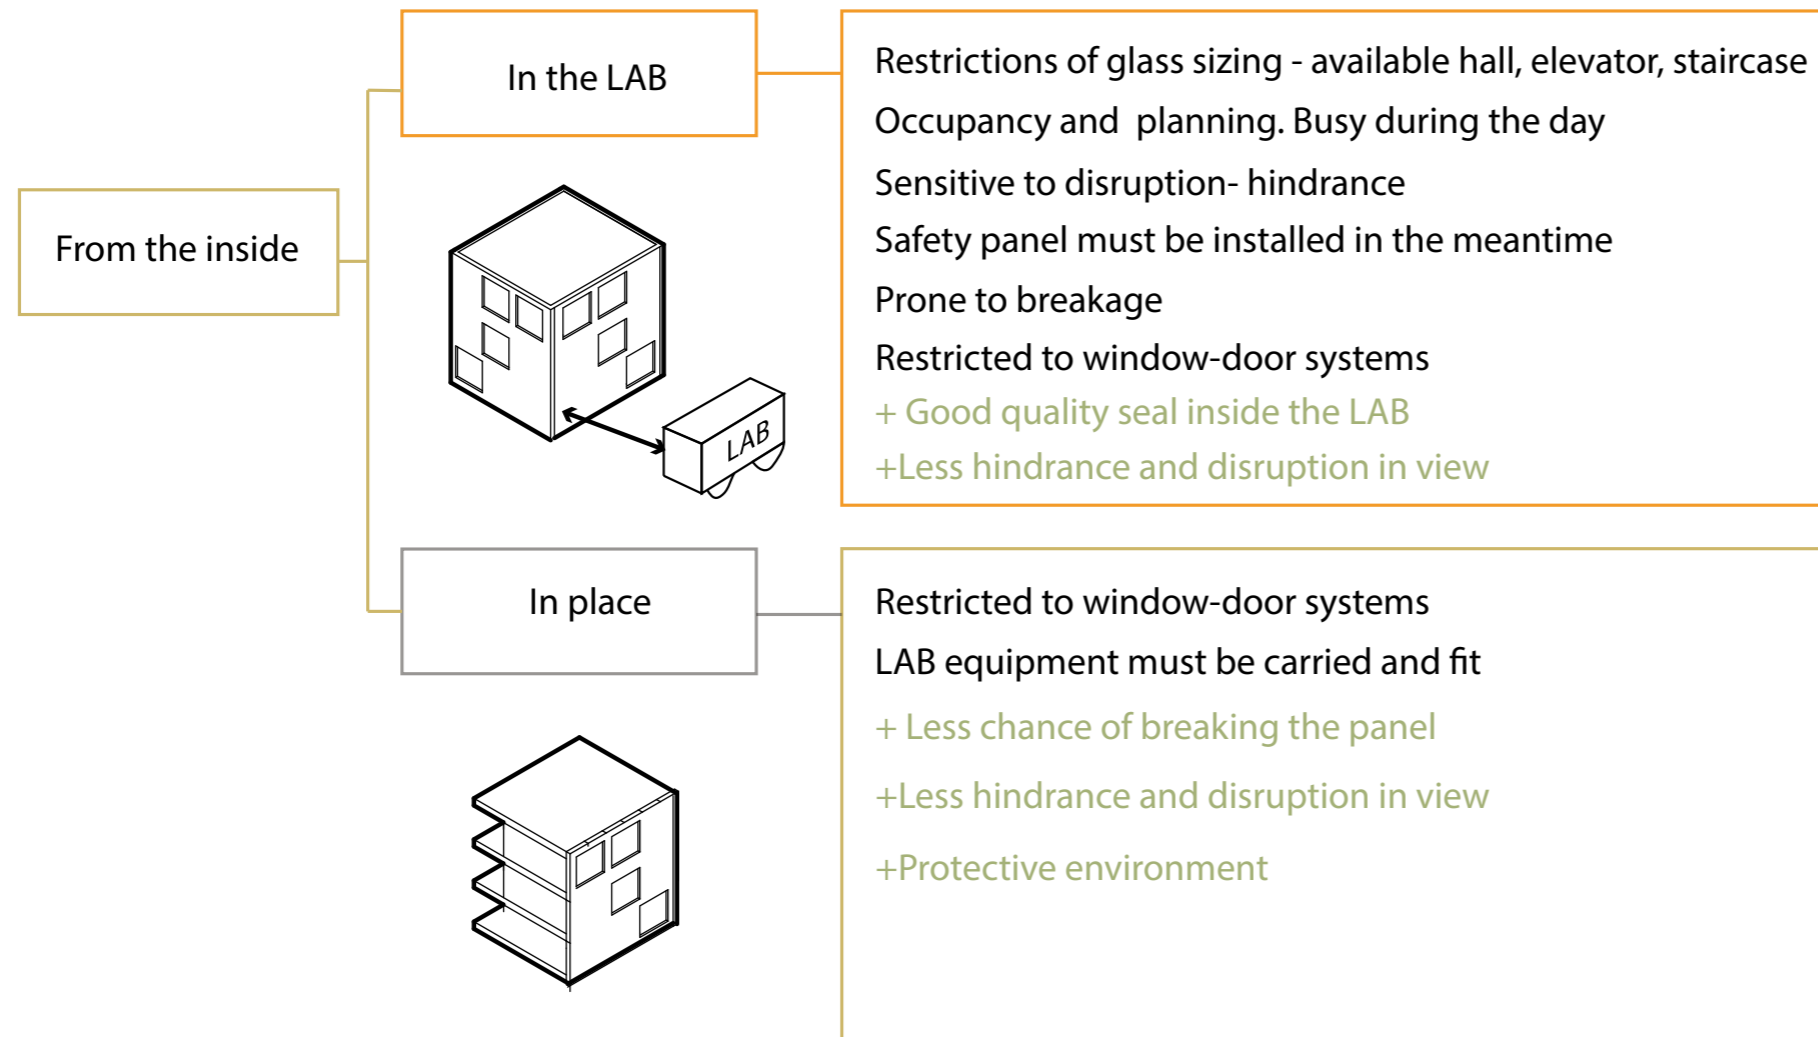 From the inside
In the LAB
Restrictions of glass sizing - available hall, elevator, staircase
Occupancy and  planning. Busy during the day
Sensitive to disruption- hindrance
Safety panel must be installed in the meantime
Prone to breakage
Restricted to window-door systems
+ Good quality seal inside the LAB
+Less hindrance and disruption in view
LAB
In place
Restricted to window-door systems
LAB equipment must be carried and fit
+ Less chance of breaking the panel
+Less hindrance and disruption in view
+Protective environment